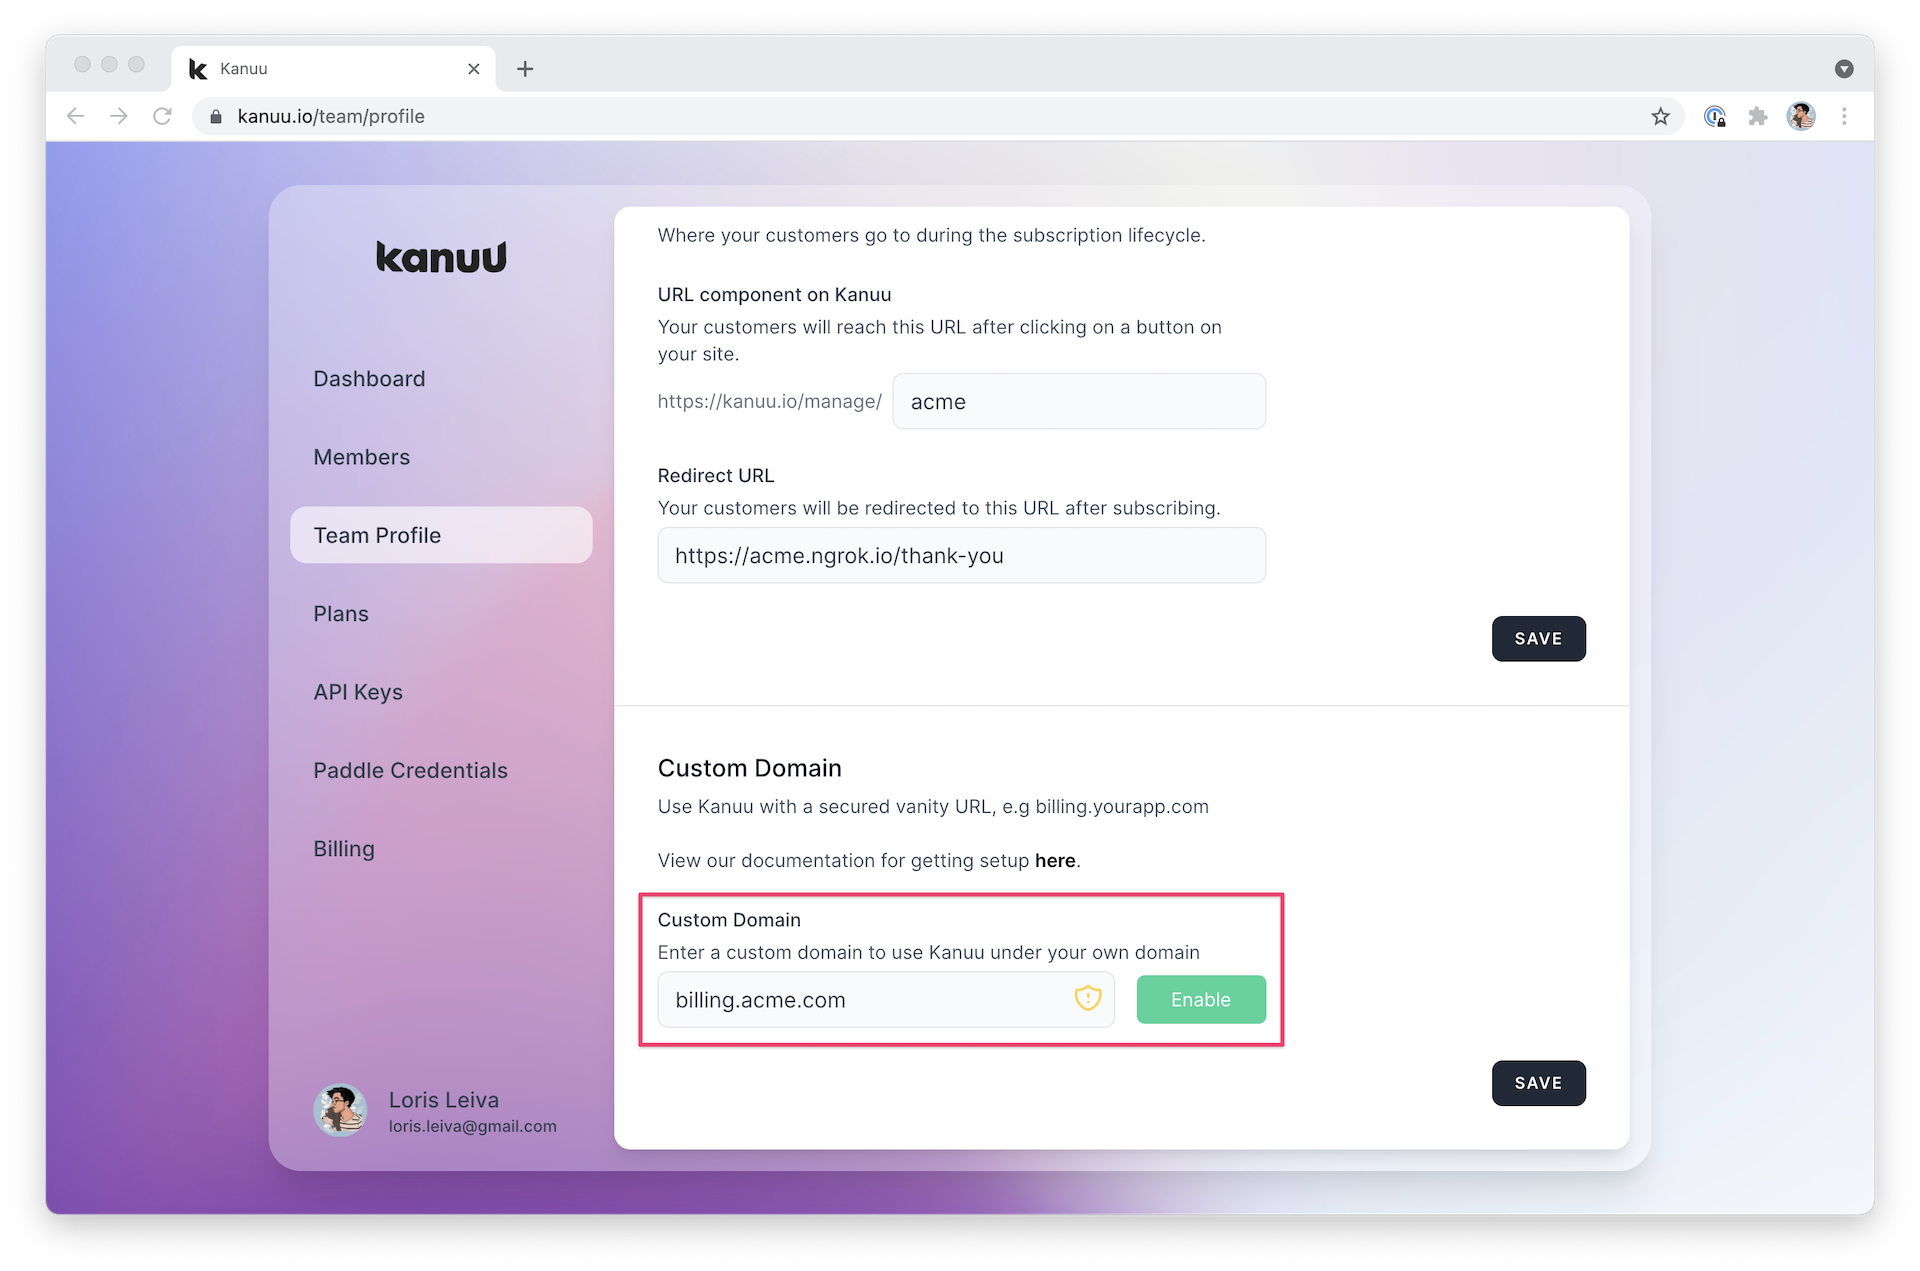 Kanuu
kanuu.io/team/profile
kanuu
Dashboard
Members
Team Profile
Plans
API Keys
Paddle Credentials
Billing
Loris Leiva
loris.leiva@gmail.com
Where your customers go to during the subscription lifecycle.
URL component on Kanuu
Your customers will reach this URL after clicking on a button on
your site.
https://kanuu.io/manage/ acme
Redirect URL
Your customers will be redirected to this URL after subscribing.
https://acme.ngrok.io/thank-you
SAVE
Custom Domain
Use Kanuu with a secured vanity URL, e.g billing.yourapp.com
View our documentation for getting setup here.
Custom Domain
Enter a custom domain to use Kanuu under your own domain
billing.acme.com Enable
SAVE